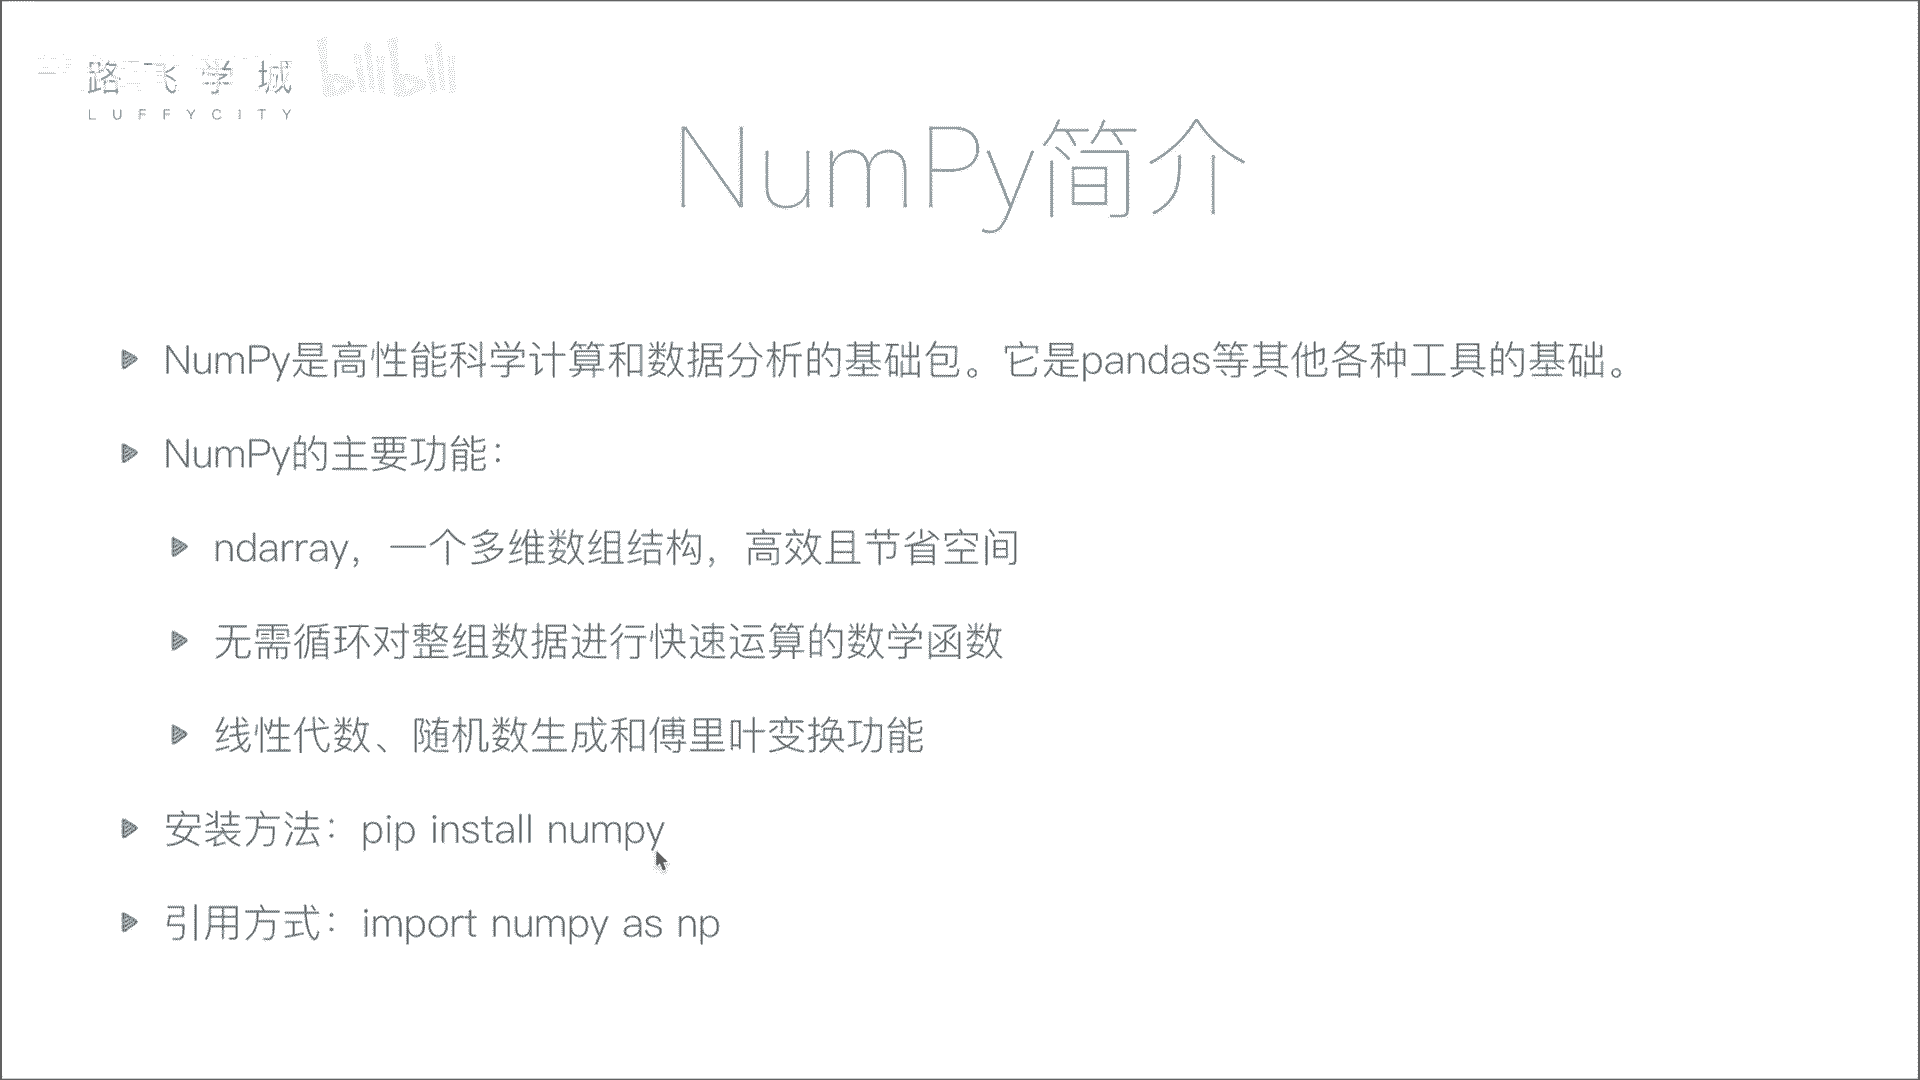 路飞学城
bilibili
LUFFYCITY
NumPy简介
NumPy是高性能科学计算和数据分析的基础包。它是pandas等其他各种工具的基础。
NumPy的主要功能：
ndarray，一个多维数组结构，高效且节省空间
无需循环对整组数据进行快速运算的数学函数
线性代数、随机数生成和傅里叶变换功能
安装方法：pip install numpy
引用方式：import numpy as np